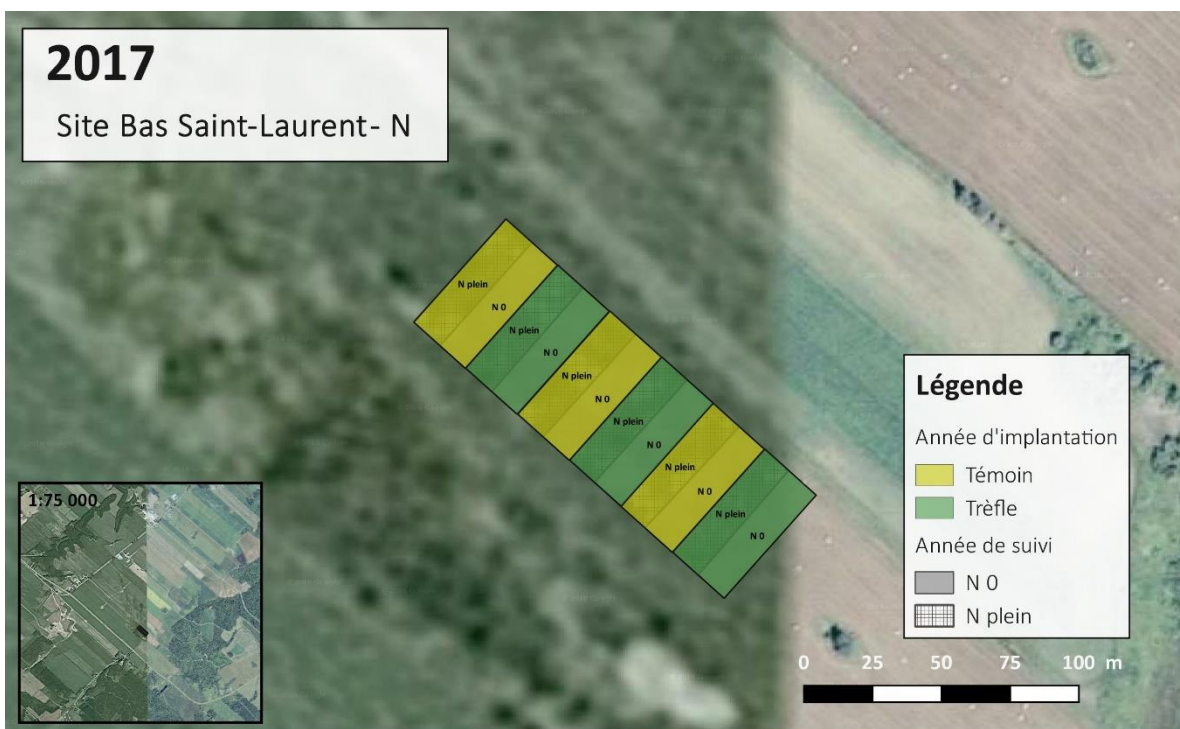 2017
Site Bas Saint-Laurent- N
N plein
N 0
N plein
N 0
N plein
N 0
N plein
N 0
N plein
N 0
N plein
N 0
Légende
Année d'implantation
Témoin
Trèfle
Année de suivi
N 0
N plein
1:75 000
0 25 50 75 100 m